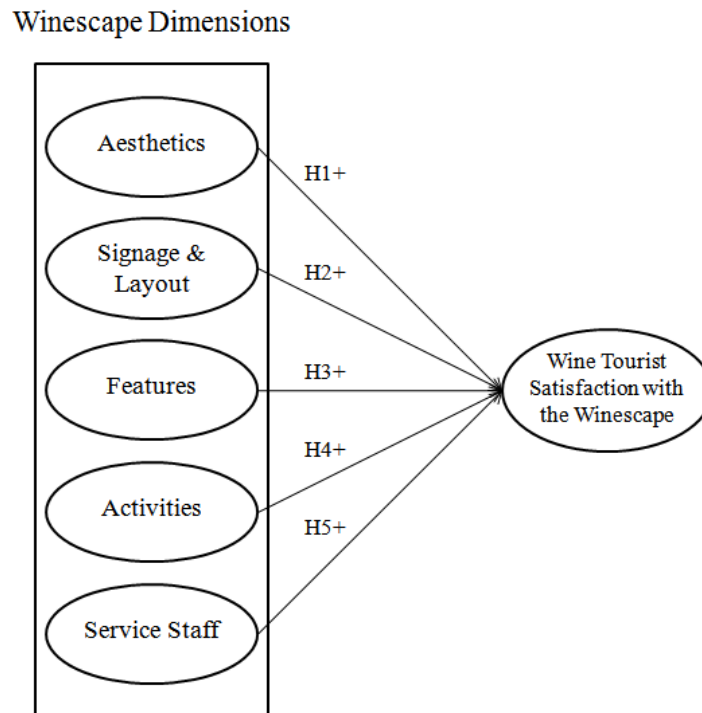 Winescape Dimensions
Aesthetics
H1+
Signage &
Layout
H2+
Features
H3+
Wine Tourist
Satisfaction with
the Winescape
Activities
H4+
H5+
Service Staff